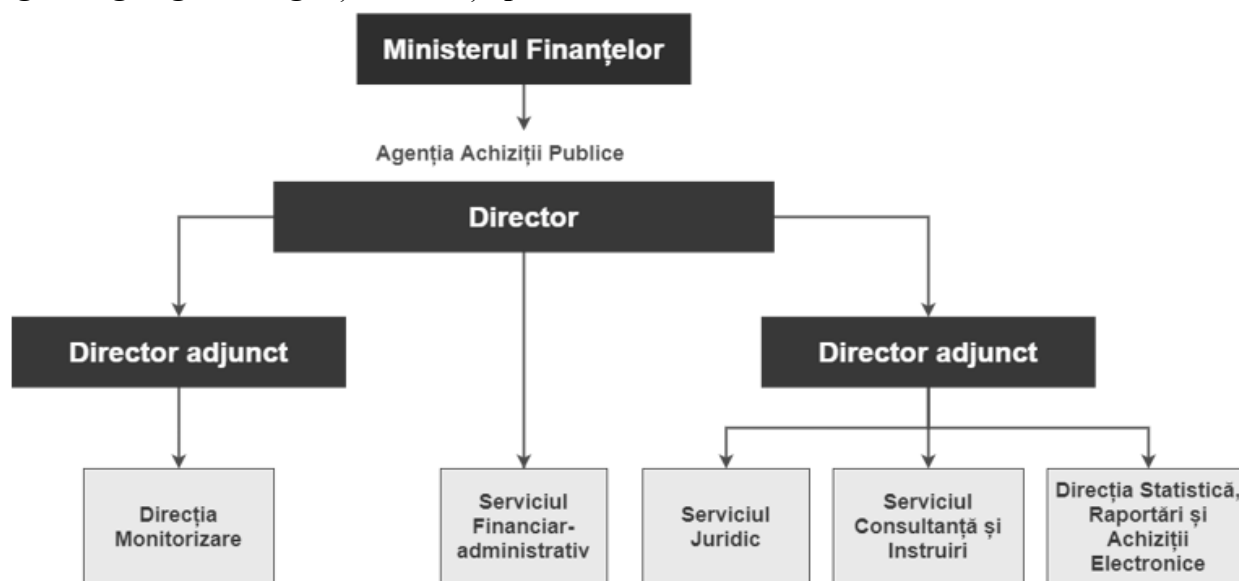 Ministerul Finanțelor
Agenția Achiziții Publice
Director
Director adjunct
Director adjunct
Direcția
Monitorizare
Serviciul
Financiar-
administrativ
Serviciul
Juridic
Serviciul
Consultanță și
Instruiri
Direcția Statistică,
Raportări și
Achiziții
Electronice